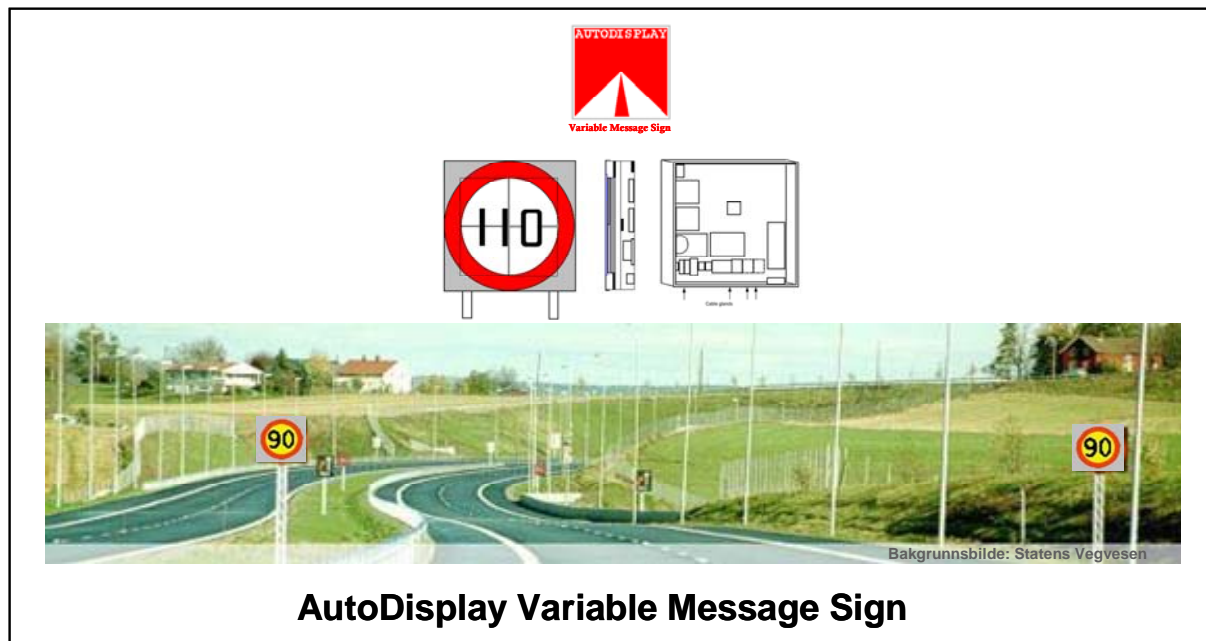 AUTODISPLAY
Variable Message Sign
110
Cable glands
90
90
Bakgrunnsbilde: Statens Vegvesen
AutoDisplay Variable Message Sign